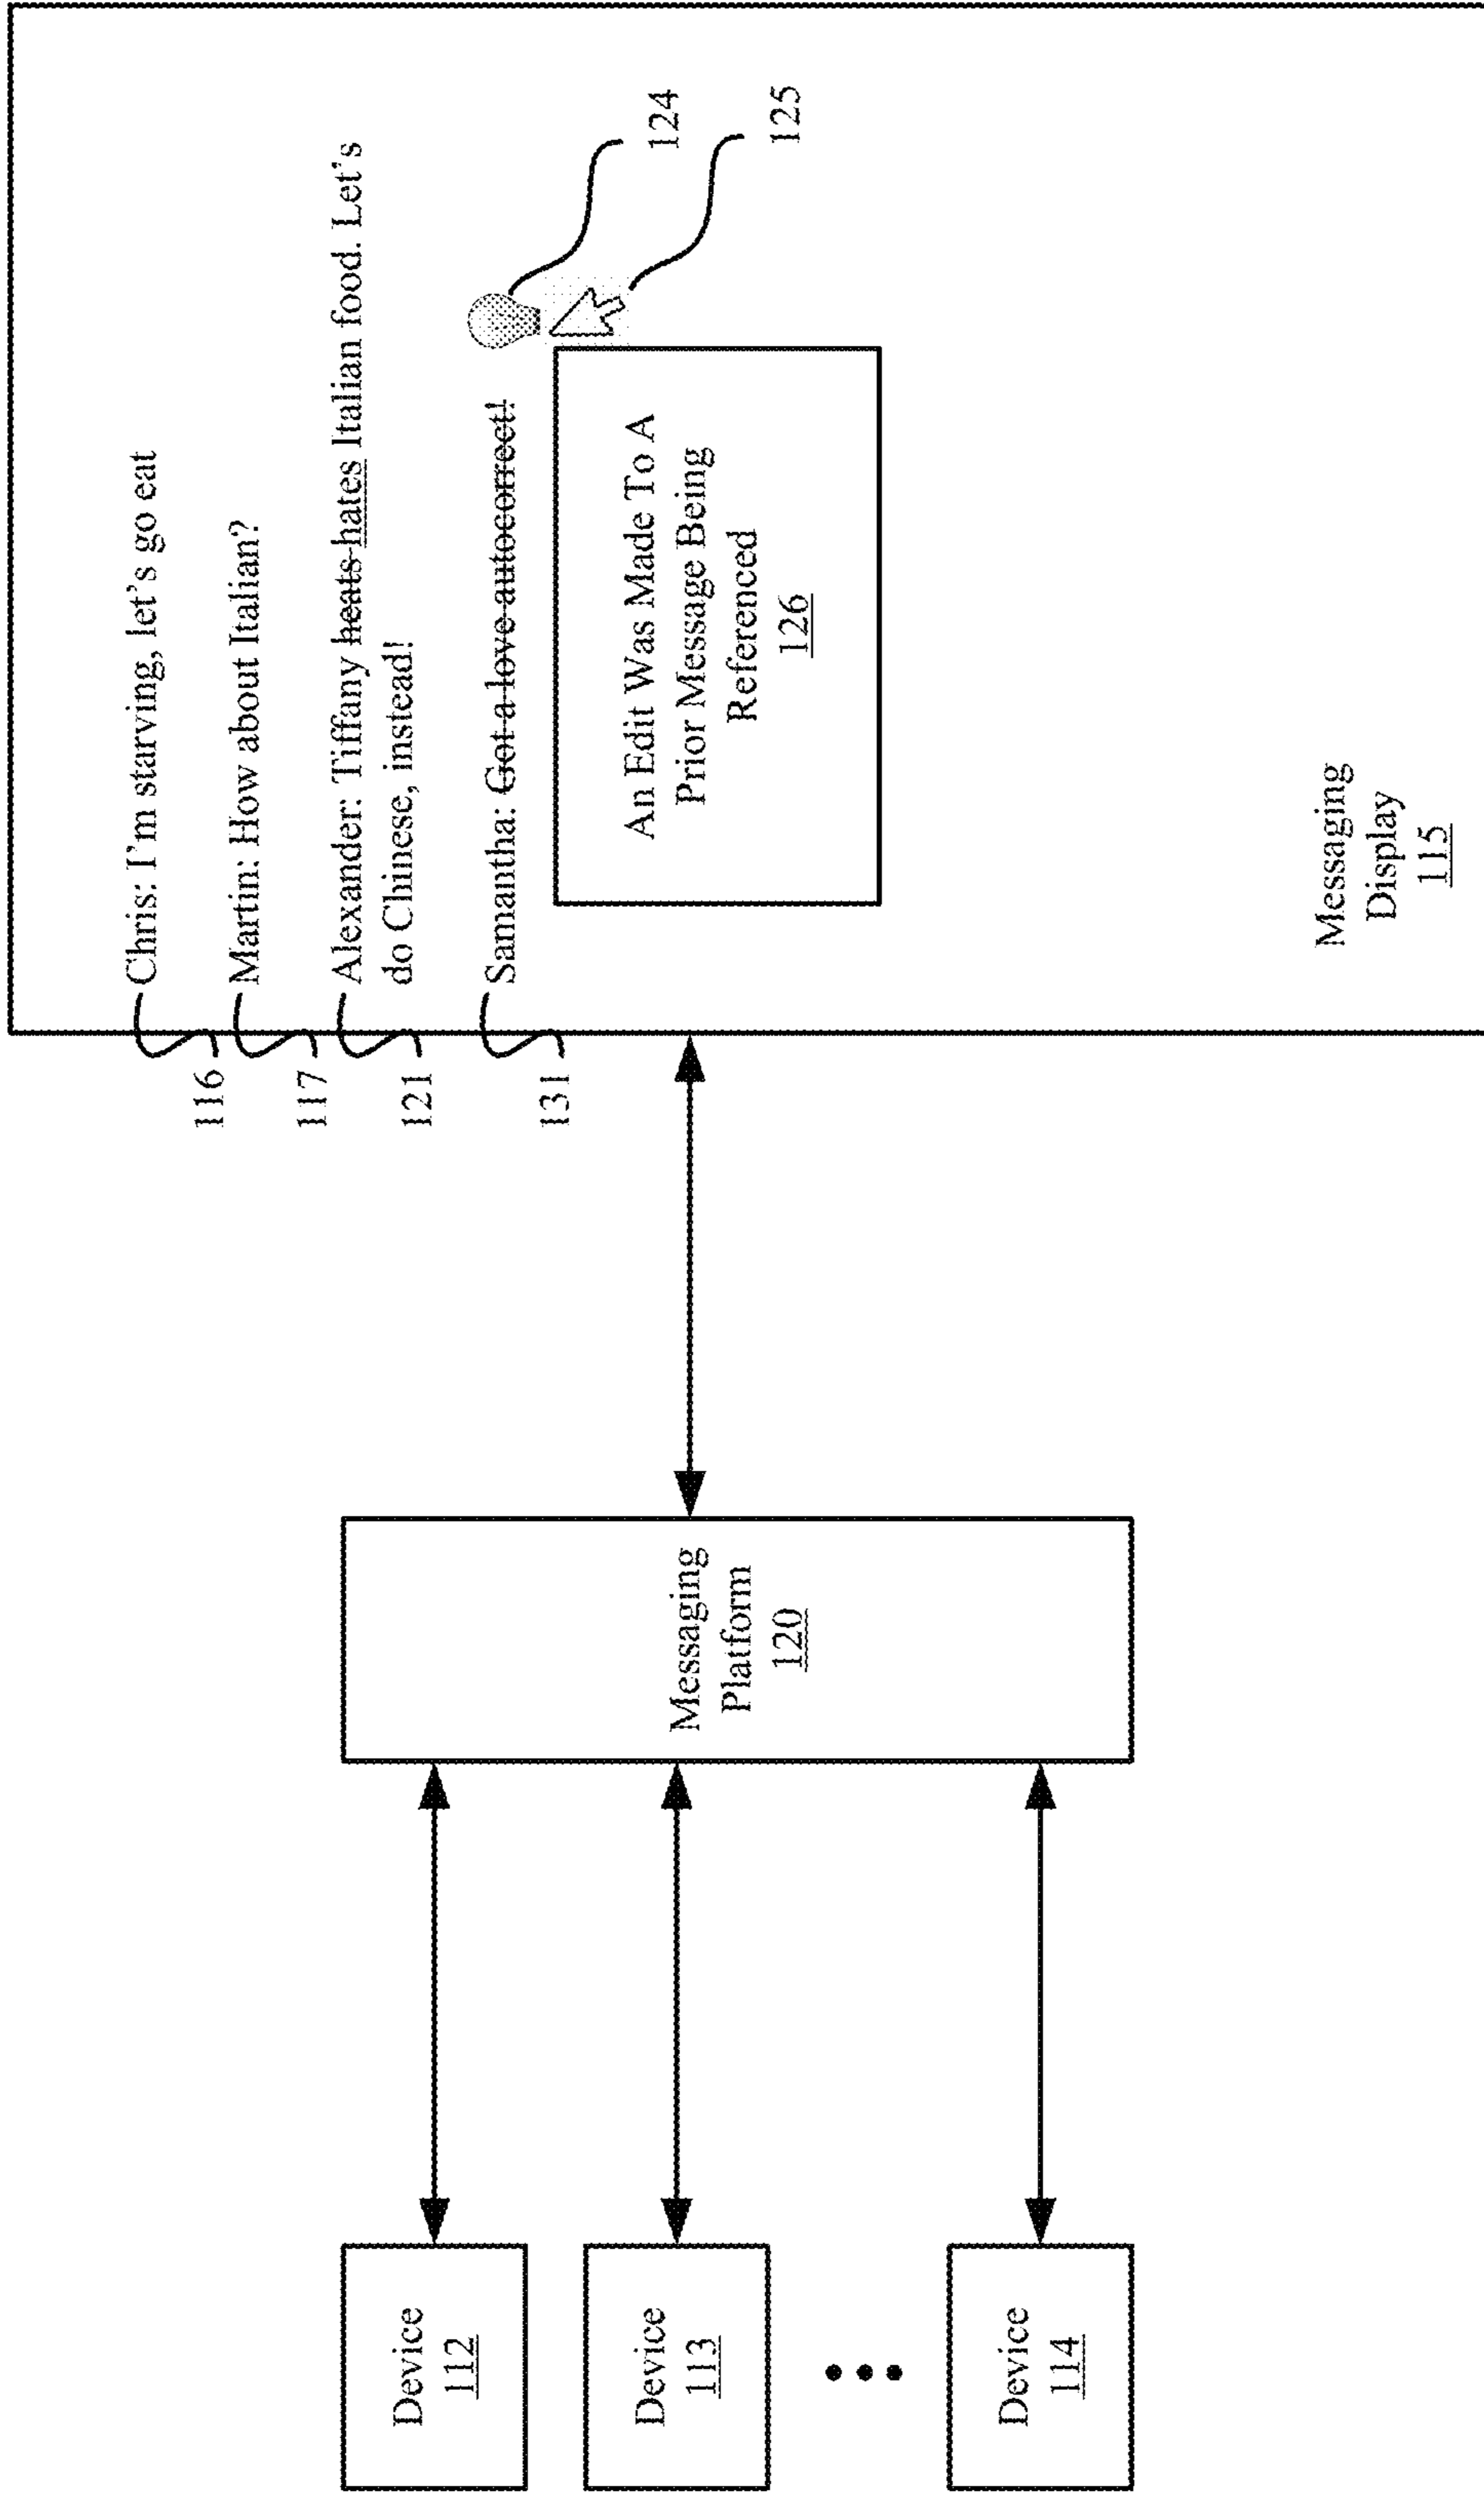 Chris: I'm starving, let's go eat
116
Martin: How about Italian?
117
Alexander: Tiffany heats hates Italian food. Let's
do Chinese, instead!
121
Samantha: Got a love autocorrect!
131
124
125
An Edit Was Made To A
Prior Message Being
Referenced
126
Messaging
Display
115
Messaging
Platform
120
Device
112
Device
113
Device
114